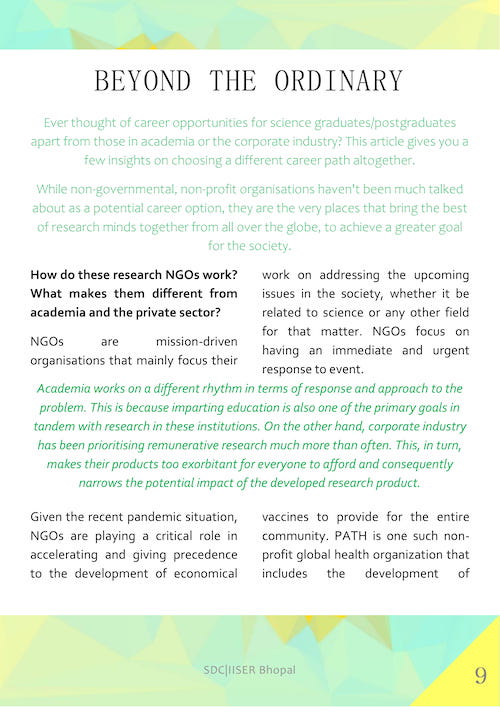 BEYOND THE ORDINARY
Ever thought of career opportunities for science graduates/postgraduates
apart from those in academia or the corporate industry? This article gives you a
few insights on choosing a different career path altogether.
While non-governmental, non-profit organisations haven't been much talked
about as a potential career option, they are the very places that bring the best
of research minds together from all over the globe, to achieve a greater goal
for the society.
How do these research NGOs work?
What makes them different from
academia and the private sector?
NGOs are mission-driven
organisations that mainly focus their
work on addressing the upcoming
issues in the society, whether it be
related to science or any other field
for that matter. NGOs focus on
having an immediate and urgent
response to event.
Academia works on a different rhythm in terms of response and approach to the
problem. This is because imparting education is also one of the primary goals in
tandem with research in these institutions. On the other hand, corporate industry
has been prioritising remunerative research much more than often. This, in turn,
makes their products too exorbitant for everyone to afford and consequently
narrows the potential impact of the developed research product.
Given the recent pandemic situation,
NGOs are playing a critical role in
accelerating and giving precedence
to the development of economical
vaccines to provide for the entire
community. PATH is one such non-
profit global health organization that
includes the development of
SDC|IISER Bhopal
9